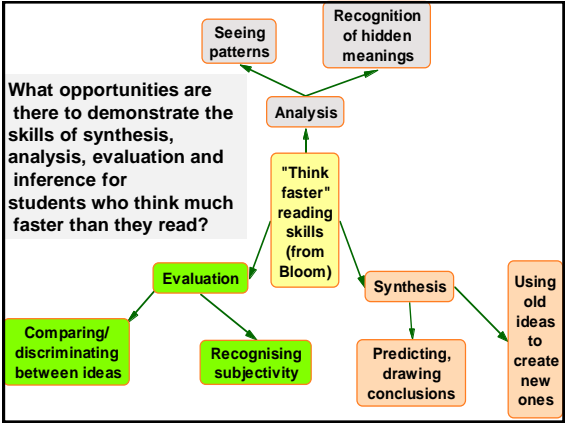 Seeing
patterns
Recognition
of hidden
meanings
What opportunities are
there to demonstrate the
skills of synthesis,
analysis, evaluation and
inference for
students who think much
faster than they read?
Analysis
"Think
faster"
reading
skills
(from
Bloom)
Evaluation
Synthesis
Using
old
ideas
to
create
new
ones
Comparing/
discriminating
between ideas
Recognising
subjectivity
Predicting,
drawing
conclusions